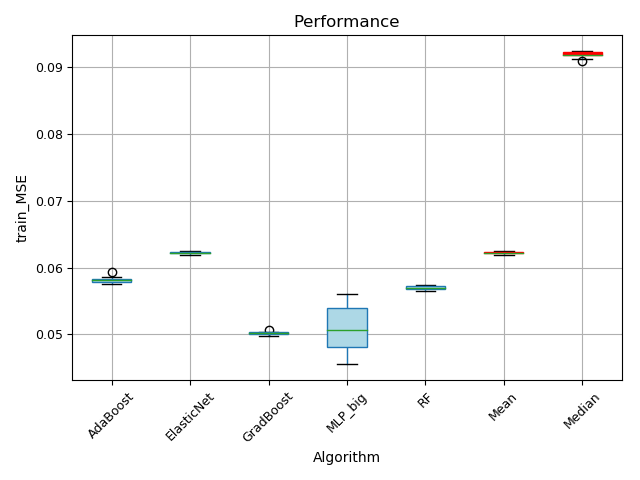 Performance
train_MSE
0.09
0.08
0.07
0.06
0.05
AdaBoost
ElasticNet
GradBoost
MLP_big
RF
Mean
Median
Algorithm